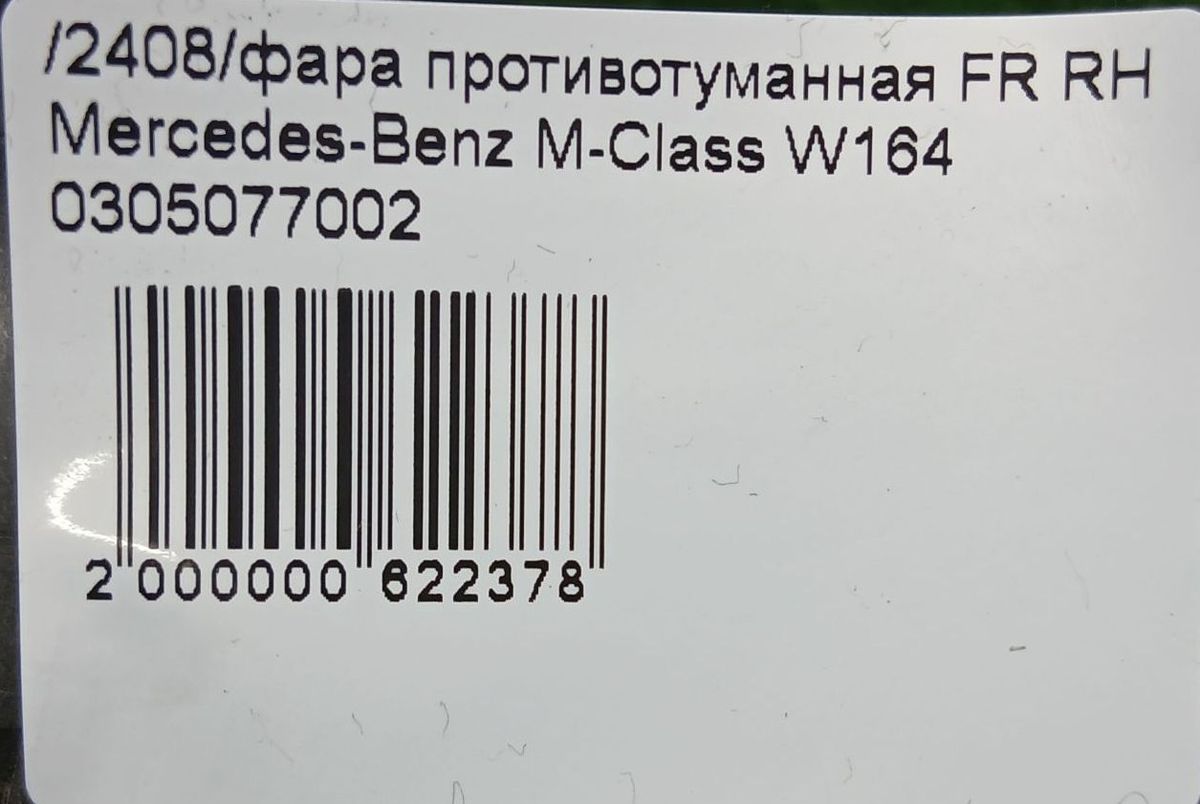 /2408/фара противотуманная FR RH
Mercedes-Benz M-Class W164
0305077002
2 000000 622378